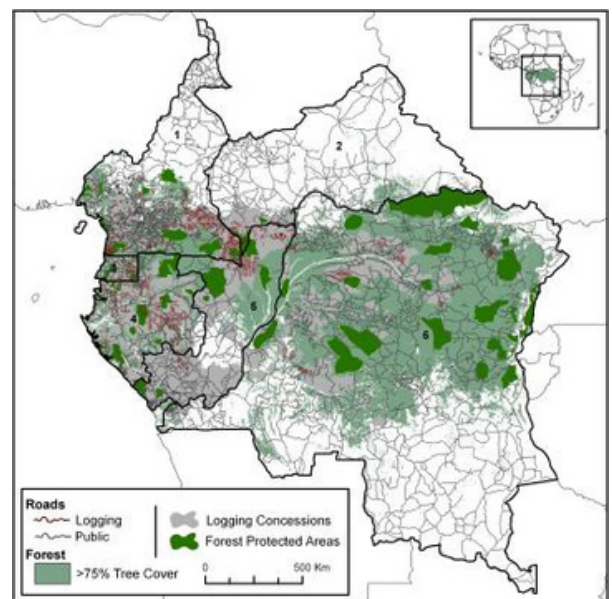 1
2
4
5
6
Roads
Logging
Public
Forest
>75% Tree Cover
Logging Concessions
Forest Protected Areas
0 500 Km